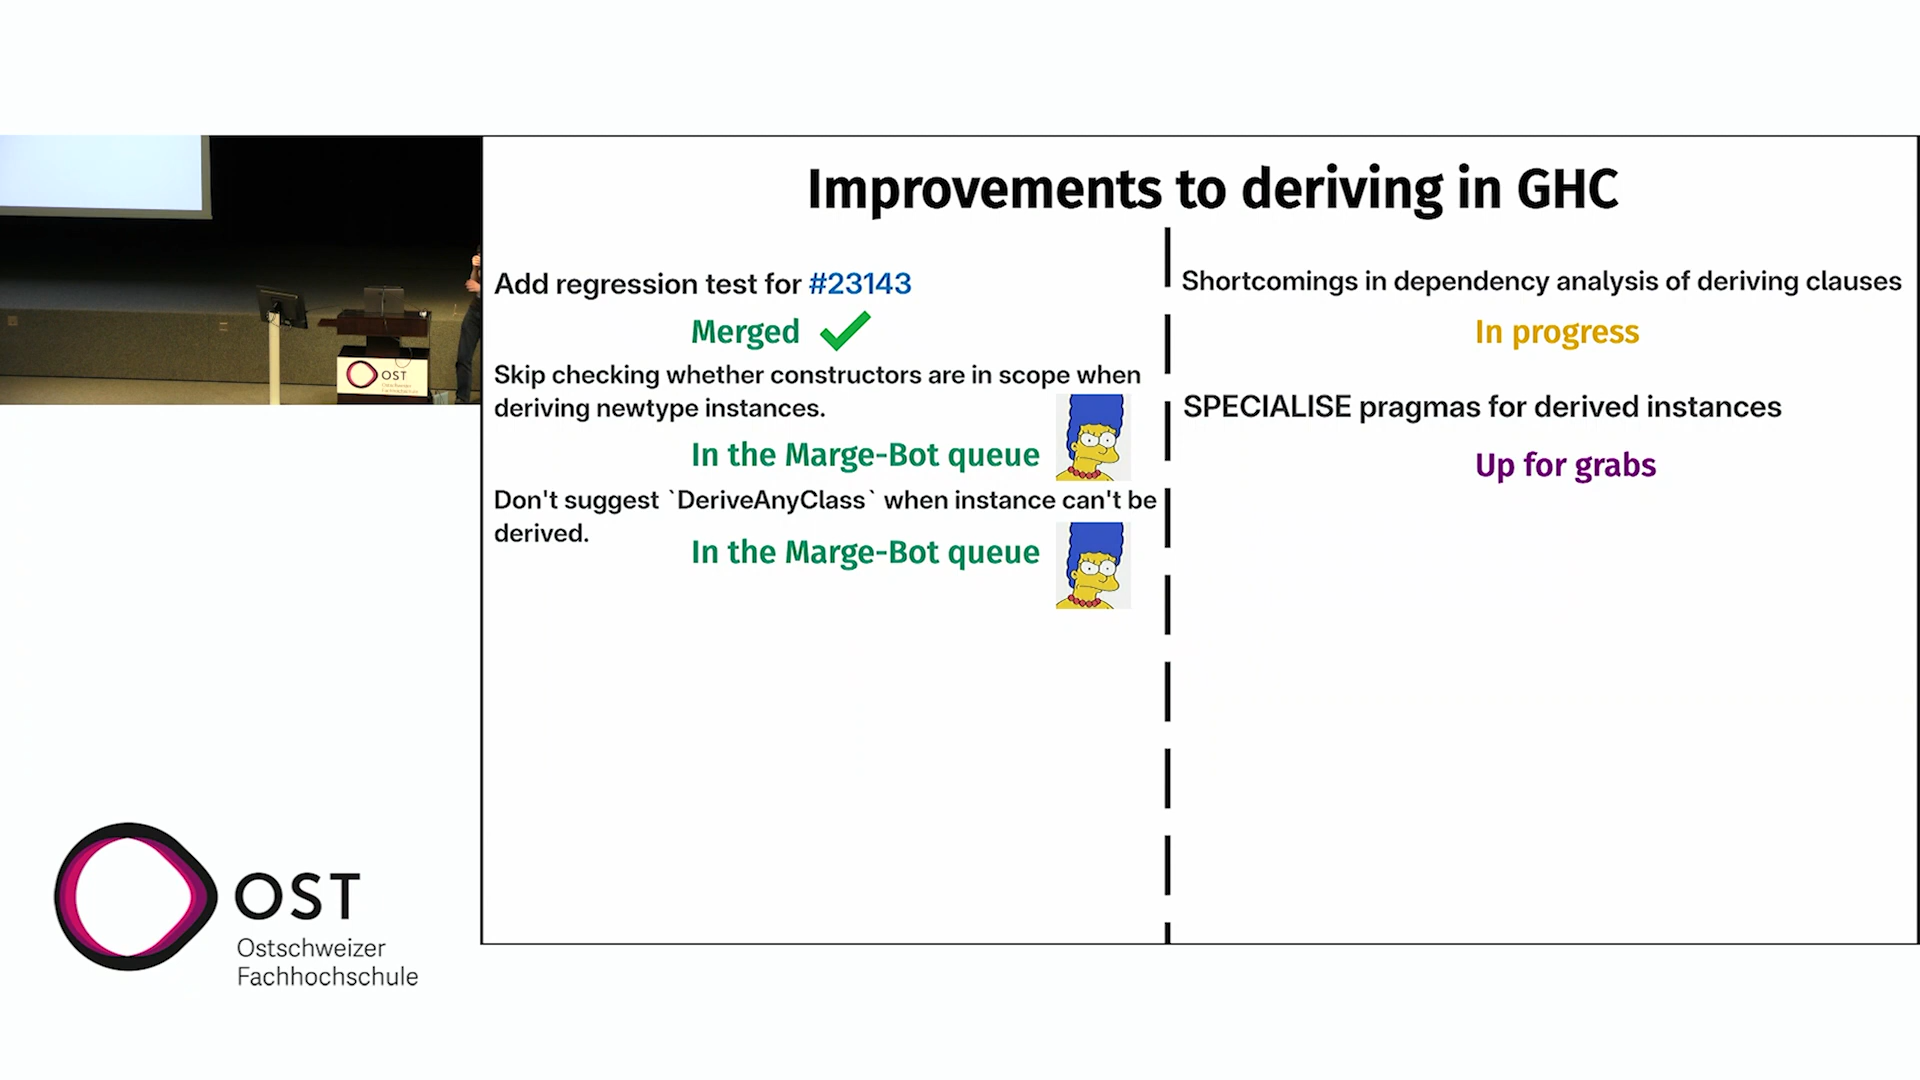 Improvements to deriving in GHC
Add regression test for #23143
Merged
Skip checking whether constructors are in scope when
deriving newtype instances.
In the Marge-Bot queue
Don't suggest `DeriveAnyClass` when instance can't be
derived.
In the Marge-Bot queue
Shortcomings in dependency analysis of deriving clauses
In progress
SPECIALISE pragmas for derived instances
Up for grabs
OST
OST
Ostschweizer
Fachhochschule